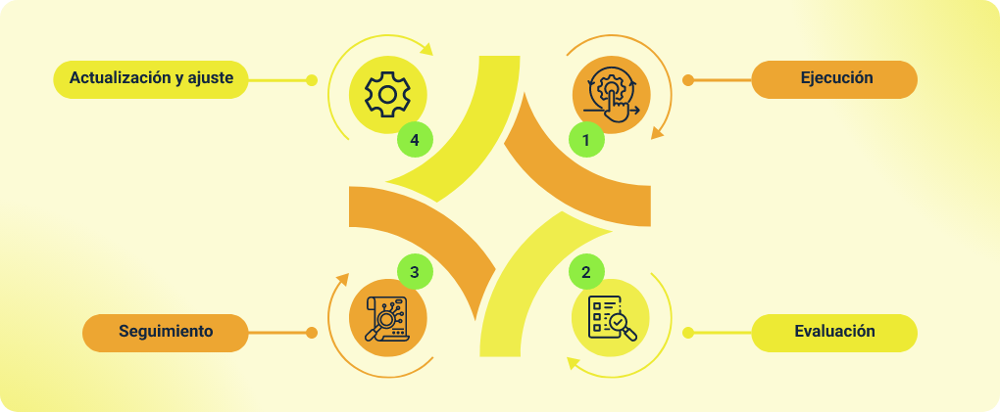 Actualización y ajuste
4
1
Ejecución
Seguimiento
3
2
Evaluación